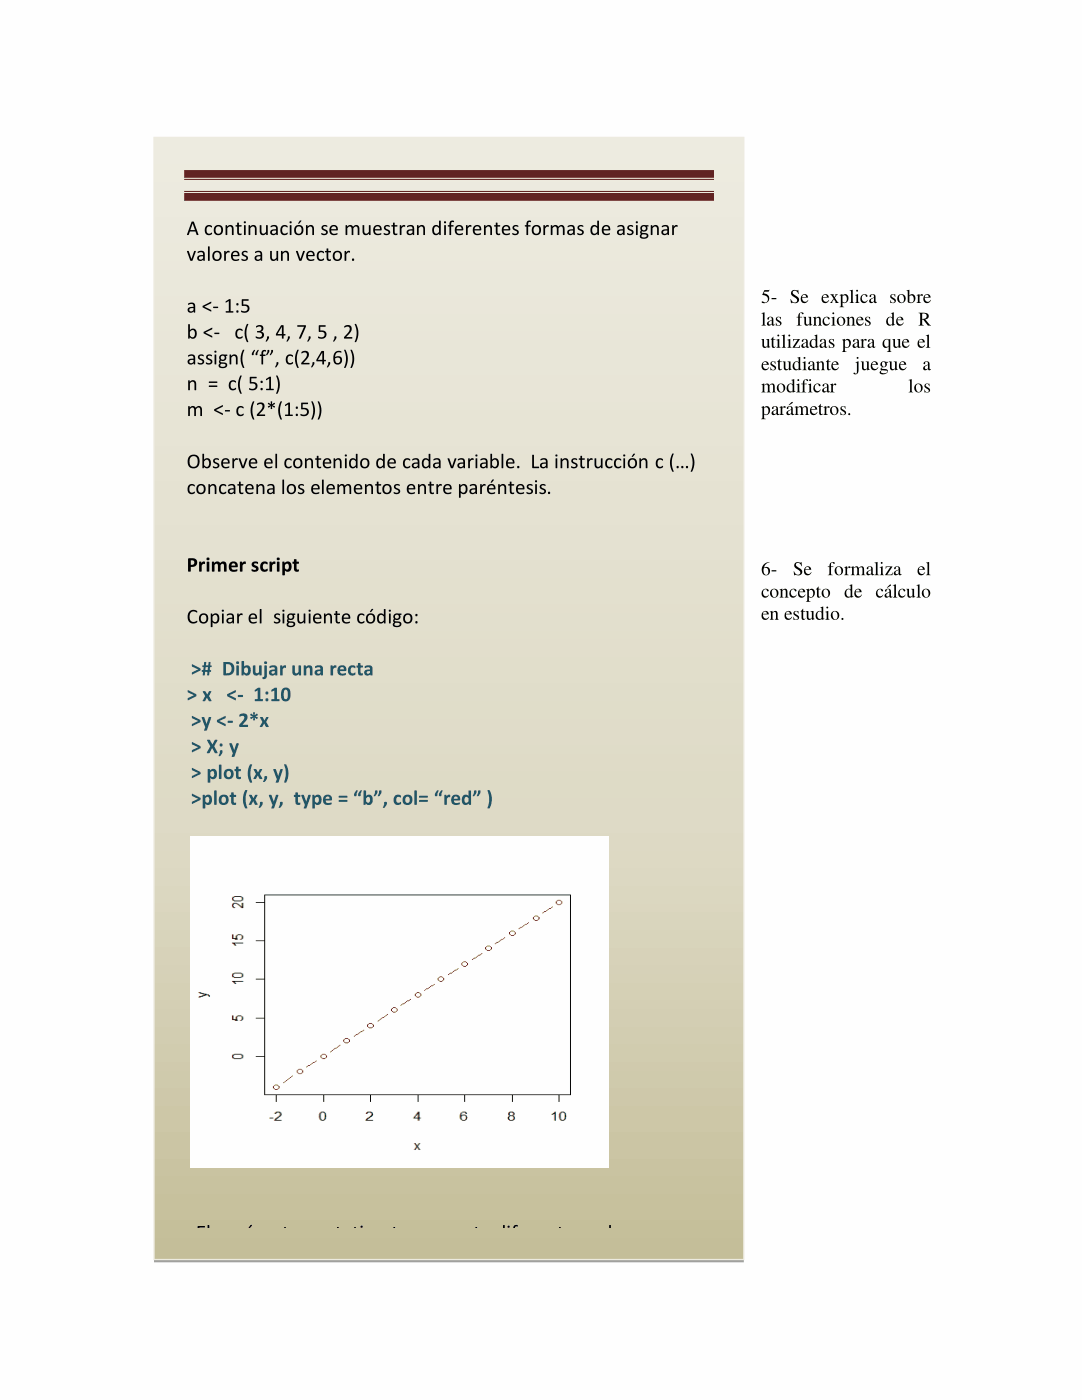 A continuación se muestran diferentes formas de asignar
valores a un vector.
a <- 1:5
b <-   c( 3, 4, 7, 5 , 2)
assign( “f”, c(2,4,6))
n  =  c( 5:1)
m  <- c (2*(1:5))
Observe el contenido de cada variable.  La instrucción c (…)
concatena los elementos entre paréntesis.
Primer script
Copiar el  siguiente código:
>#  Dibujar una recta
> x   <-  1:10
>y <- 2*x
> X; y
> plot (x, y)
>plot (x, y,  type = “b”, col= “red” )
20
15
10
5
0
y
-2 0 2 4 6 8 10
x
5- Se explica sobre
las funciones de R
utilizadas para que el
estudiante juegue a
modificar los
parámetros.
6- Se formaliza el
concepto de cálculo
en estudio.